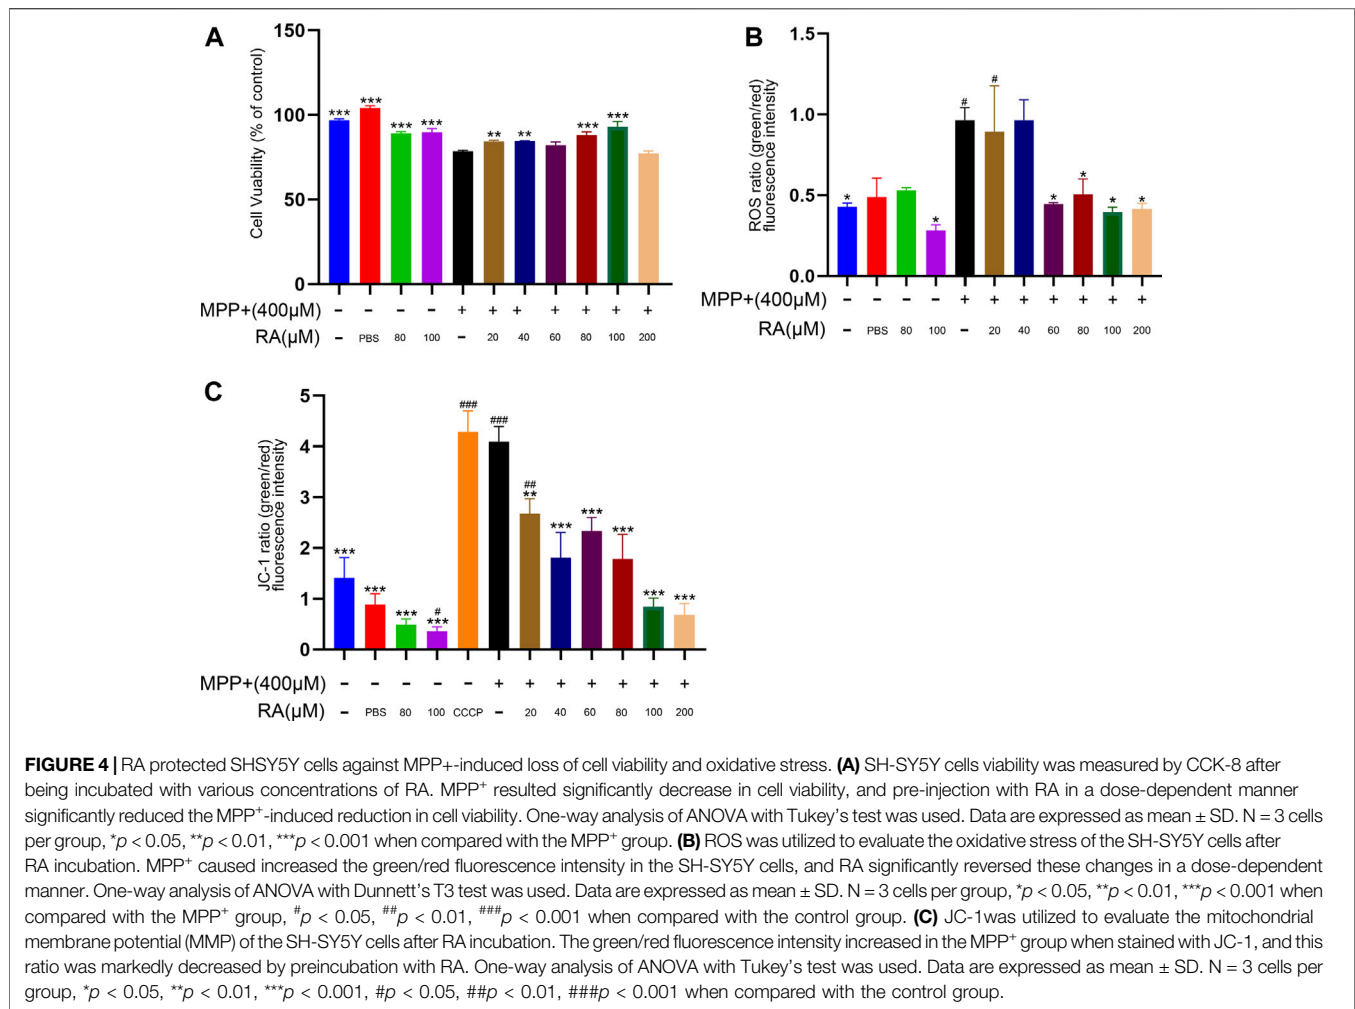 A
150
100
50
0
Cell Vuability (% of control)
*** *** *** *** ** ** *** ***
MPP+(400μM) – – – – + + + + + + +
RA(μM) – PBS 80 100 – 20 40 60 80 100 200
B
1.5
1.0
0.5
0.0
ROS ratio (green/red)
fluorescence intensity
* * # # * * * *
MPP+(400μM) – – – – + + + + + + +
RA(μM) – PBS 80 100 – 20 40 60 80 100 200
C
5
4
3
2
1
0
JC-1 ratio (green/red)
fluorescence intensity
### ### ## #
*** *** *** *** ** *** *** *** *** ***
MPP+(400μM) – – – – – + + + + + + +
RA(μM) – PBS 80 100 CCCP – 20 40 60 80 100 200
FIGURE 4 | RA protected SHSY5Y cells against MPP+-induced loss of cell viability and oxidative stress. (A) SH-SY5Y cells viability was measured by CCK-8 after
being incubated with various concentrations of RA. MPP⁺ resulted significantly decrease in cell viability, and pre-injection with RA in a dose-dependent manner
significantly reduced the MPP⁺-induced reduction in cell viability. One-way analysis of ANOVA with Tukey's test was used. Data are expressed as mean ± SD. N = 3 cells
per group, *p < 0.05, **p < 0.01, ***p < 0.001 when compared with the MPP⁺ group. (B) ROS was utilized to evaluate the oxidative stress of the SH-SY5Y cells after
RA incubation. MPP⁺ caused increased the green/red fluorescence intensity in the SH-SY5Y cells, and RA significantly reversed these changes in a dose-dependent
manner. One-way analysis of ANOVA with Dunnett's T3 test was used. Data are expressed as mean ± SD. N = 3 cells per group, *p < 0.05, **p < 0.01, ***p < 0.001 when
compared with the MPP⁺ group, #p < 0.05, ##p < 0.01, ###p < 0.001 when compared with the control group. (C) JC-1was utilized to evaluate the mitochondrial
membrane potential (MMP) of the SH-SY5Y cells after RA incubation. The green/red fluorescence intensity increased in the MPP⁺ group when stained with JC-1, and this
ratio was markedly decreased by preincubation with RA. One-way analysis of ANOVA with Tukey's test was used. Data are expressed as mean ± SD. N = 3 cells per
group, *p < 0.05, **p < 0.01, ***p < 0.001, #p < 0.05, ##p < 0.01, ###p < 0.001 when compared with the control group.